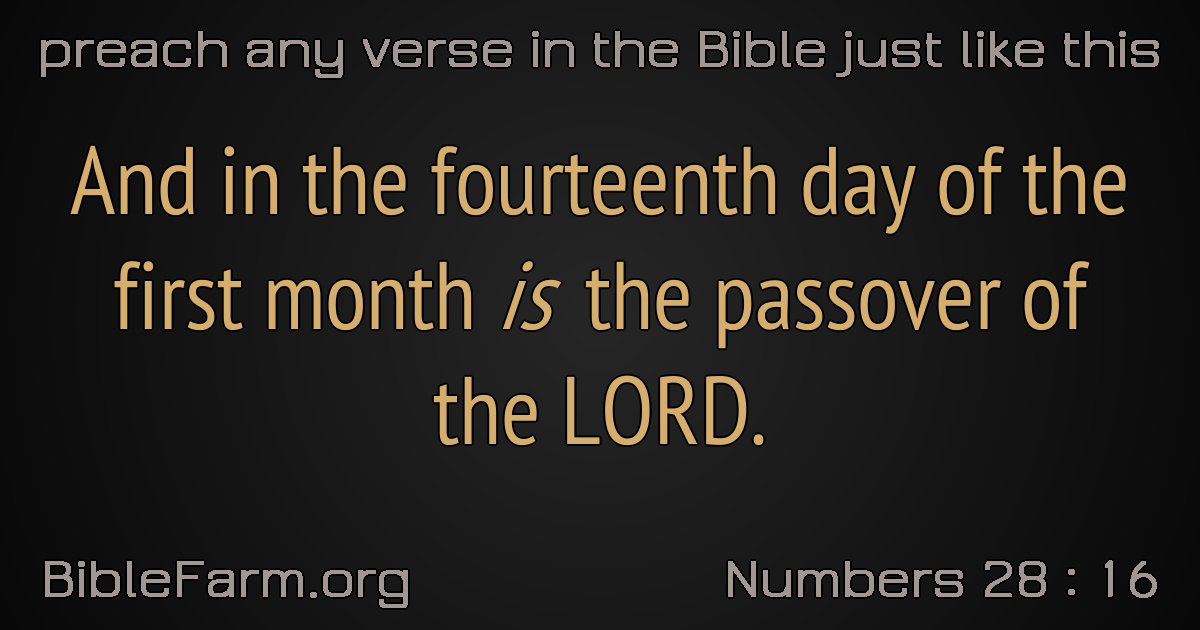 preach any verse in the Bible just like this
And in the fourteenth day of the
first month is the passover of
the LORD.
BibleFarm.org
Numbers 28 : 16